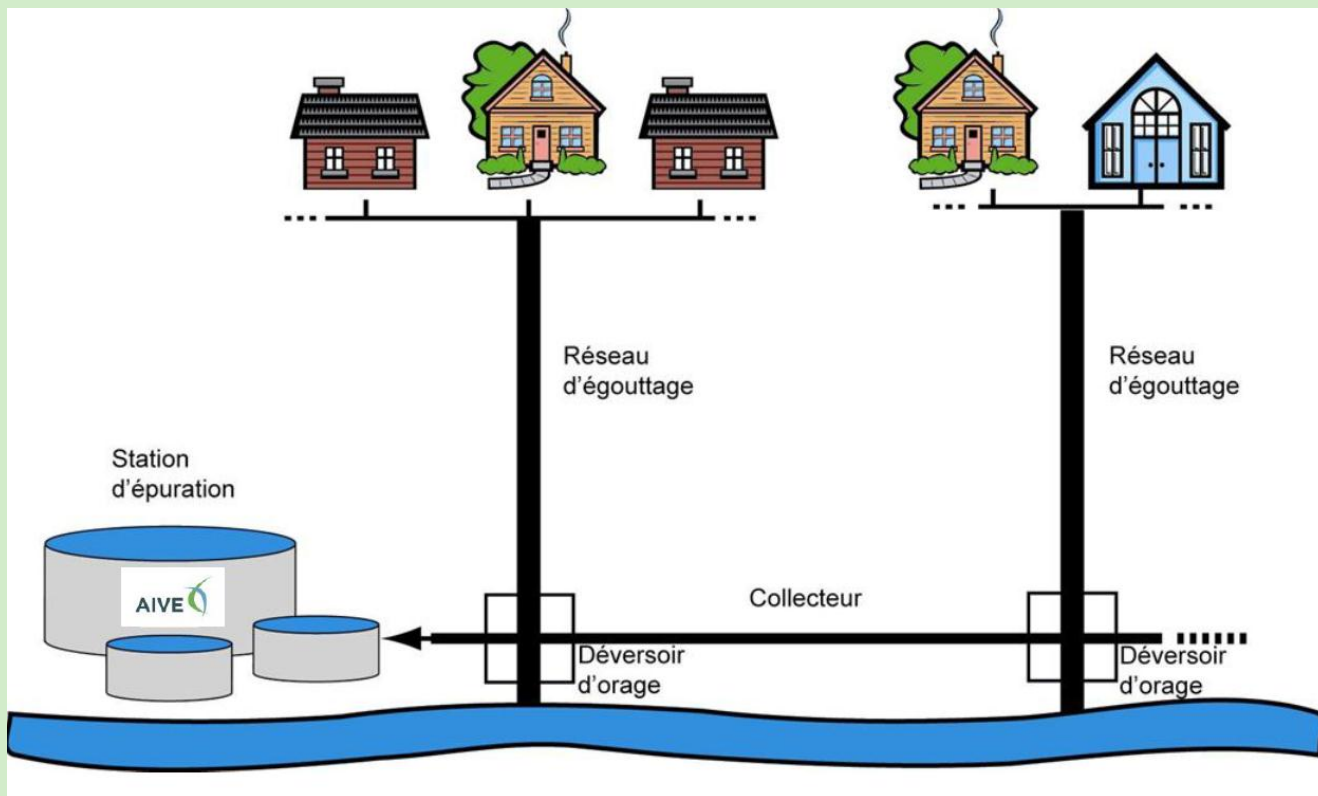 Réseau
d'égouttage
Réseau
d'égouttage
Station
d'épuration
AIVE
Collecteur
Déversoir
d'orage
Déversoir
d'orage